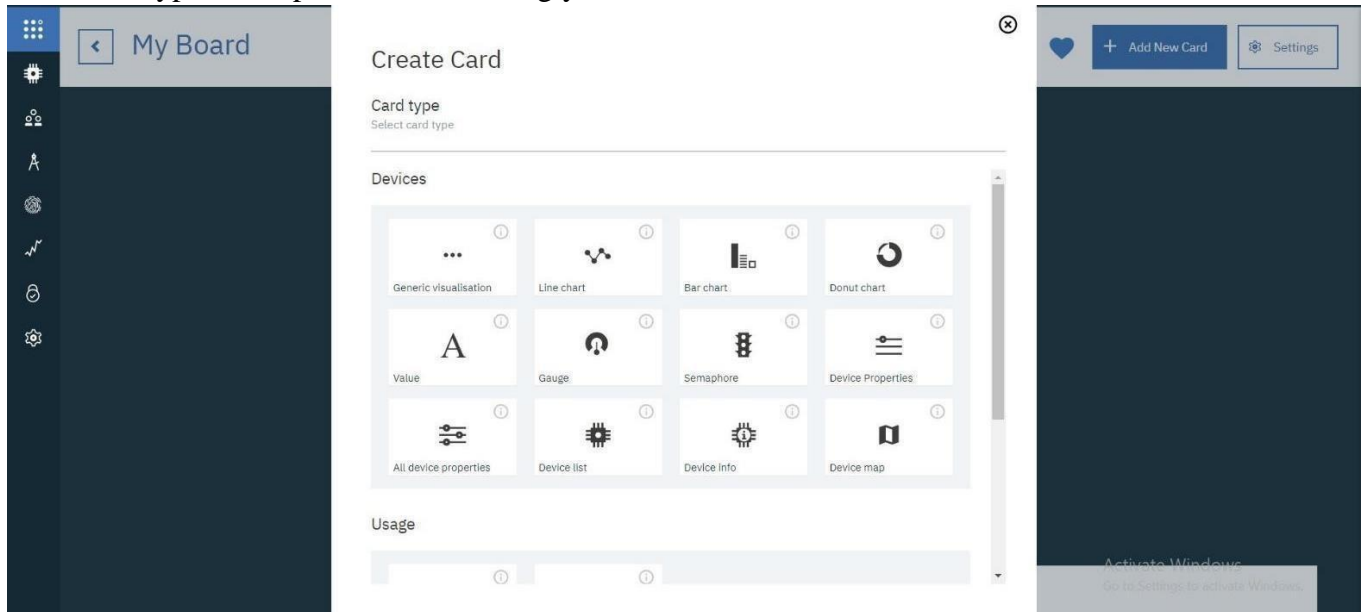 My Board
Create Card
+ Add New Card
Settings
Card type
Select card type
Devices
Generic visualisation
Line chart
Bar chart
Donut chart
A
Value
Gauge
Semaphore
Device Properties
All device properties
Device list
Device info
Device map
Usage
Activate Windows
Go to Settings to activate Windows.